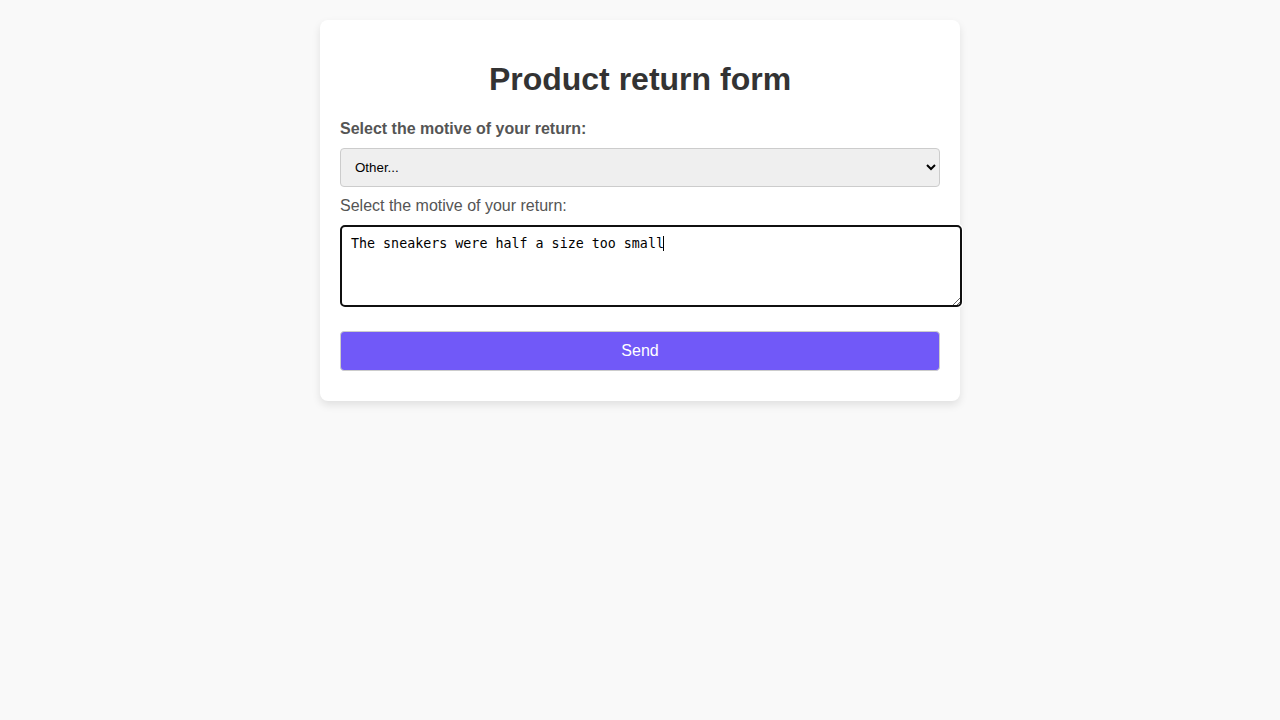 Product return form
Select the motive of your return:
Other...
Select the motive of your return:
The sneakers were half a size too small
Send